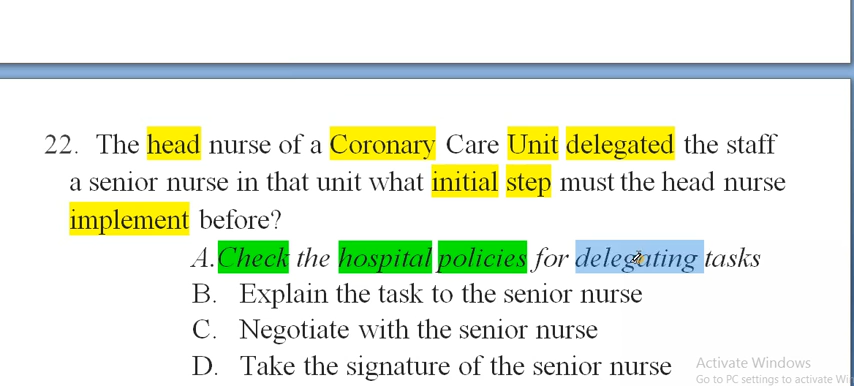 22. The head nurse of a Coronary Care Unit delegated the staff
a senior nurse in that unit what initial step must the head nurse
implement before?
A.Check the hospital policies for delegating tasks
B. Explain the task to the senior nurse
C. Negotiate with the senior nurse
D. Take the signature of the senior nurse
Activate Windows
Go to PC settings to activate Wi